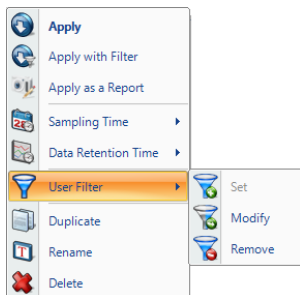 Apply
Apply with Filter
Apply as a Report
Sampling Time
Data Retention Time
User Filter
Set
Duplicate
Modify
Rename
Remove
Delete